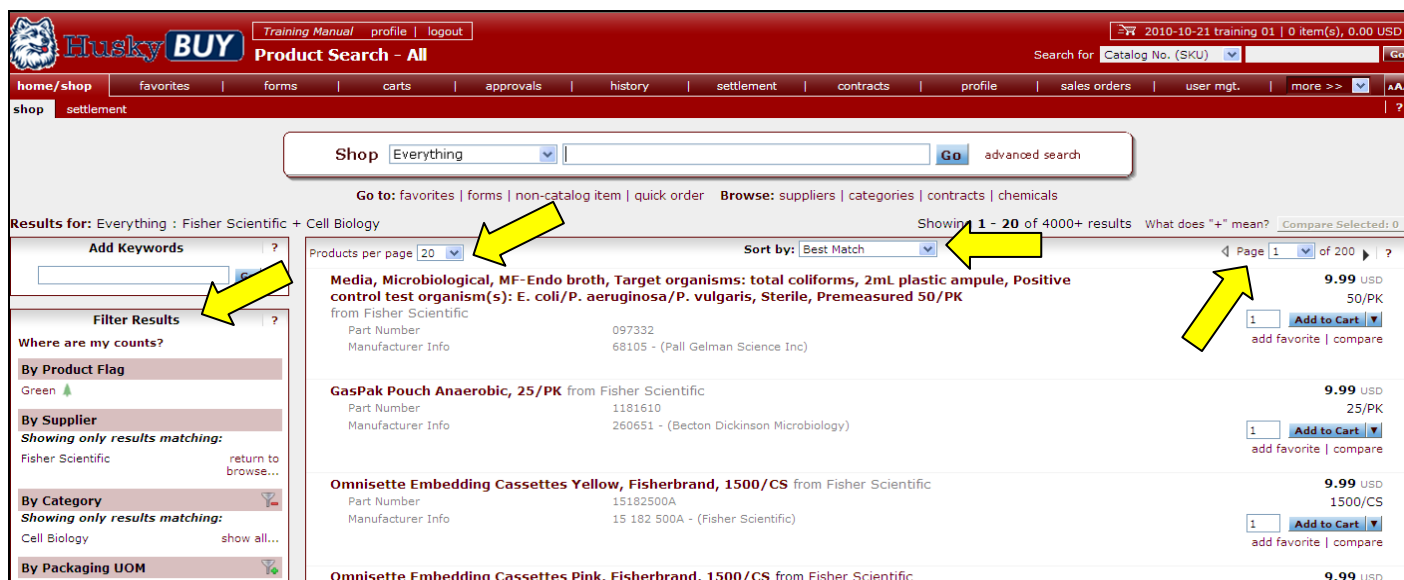 Husky BUY
Training Manual profile | logout
Product Search - All
2010-10-21 training 01 | 0 item(s), 0.00 USD
Search for Catalog No. (SKU) Go
home/shop favorites | forms | carts | approvals | history | settlement | contracts | profile | sales orders | user mgt. | more >>
shop settlement | ?
Shop Everything Go advanced search
Go to: favorites | forms | non-catalog item | quick order Browse: suppliers | categories | contracts | chemicals
Results for: Everything : Fisher Scientific + Cell Biology
Showing 1 - 20 of 4000+ results What does "+" mean? Compare Selected: 0
Add Keywords ?
Filter Results ?
Where are my counts?
By Product Flag
Green
By Supplier
Showing only results matching:
Fisher Scientific return to
browse...
By Category
Showing only results matching:
Cell Biology show all...
By Packaging UOM
Products per page 20 Sort by: Best Match Page 1 of 200 | ?
Media, Microbiological, MF-Endo broth, Target organisms: total coliforms, 2mL plastic ampule, Positive
control test organism(s): E. coli/P. aeruginosa/P. vulgaris, Sterile, Premeasured 50/PK
from Fisher Scientific
Part Number 097332
Manufacturer Info 68105 - (Pall Gelman Science Inc)
9.99 USD
50/PK
1 Add to Cart
add favorite | compare
GasPak Pouch Anaerobic, 25/PK from Fisher Scientific
Part Number 1181610
Manufacturer Info 260651 - (Becton Dickinson Microbiology)
9.99 USD
25/PK
1 Add to Cart
add favorite | compare
Omnisette Embedding Cassettes Yellow, Fisherbrand, 1500/CS from Fisher Scientific
Part Number 15182500A
Manufacturer Info 15 182 500A - (Fisher Scientific)
9.99 USD
1500/CS
1 Add to Cart
add favorite | compare
Omnisette Embedding Cassettes Pink, Fisherbrand, 1500/CS from Fisher Scientific
9.99 USD